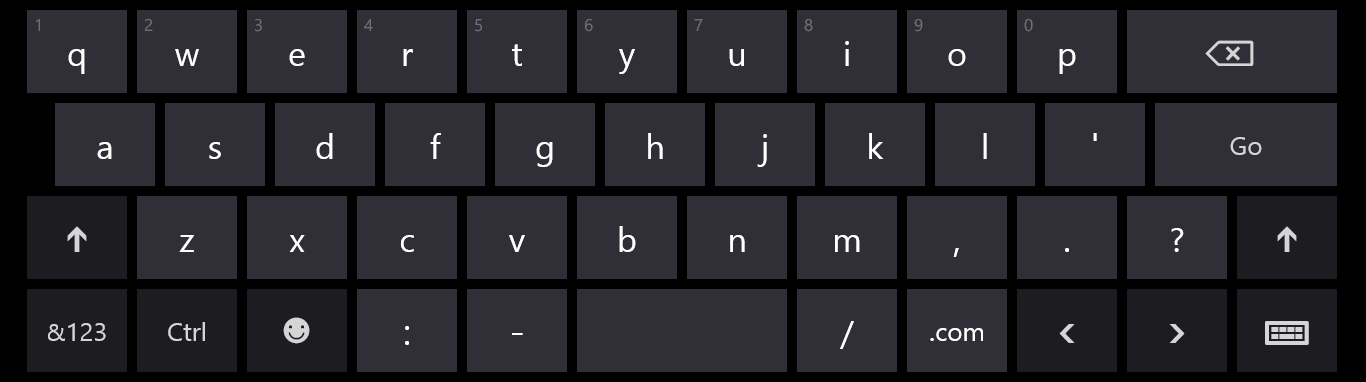 1 q 2 w 3 e 4 r 5 t 6 y 7 u 8 i 9 o 0 p
a s d f g h j k l ' Go
z x c v b n m , . ?
&123 Ctrl : - / .com < >